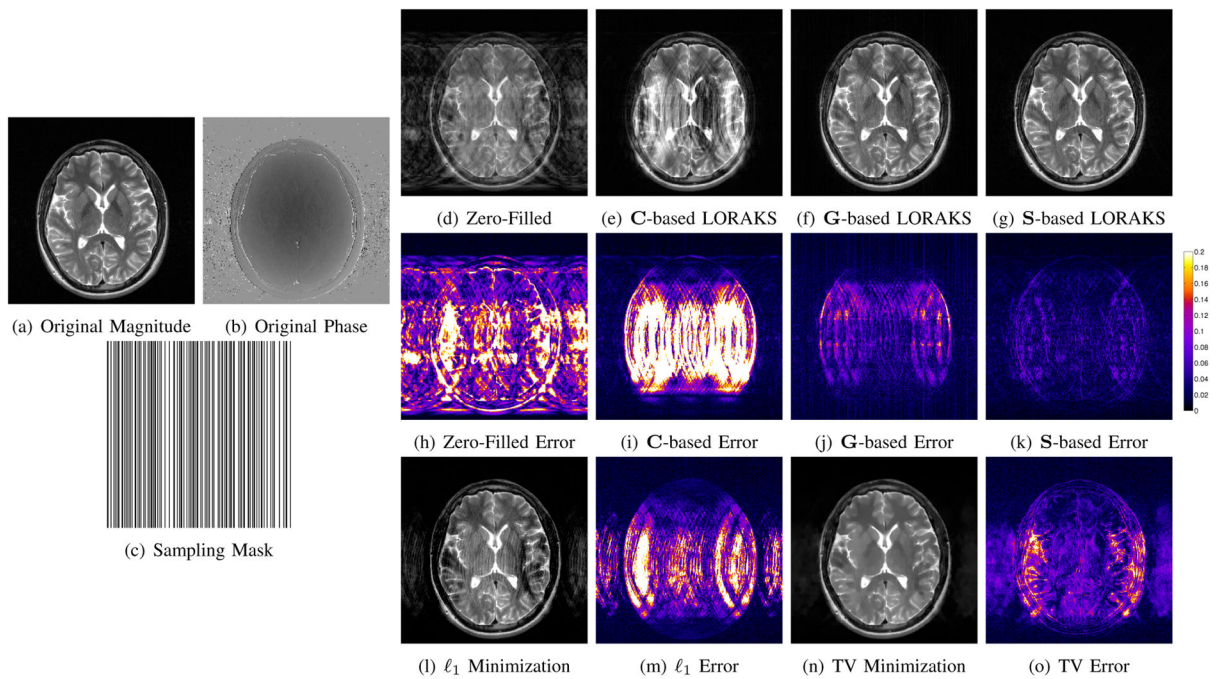 (d) Zero-Filled
(e) C-based LORAKS
(f) G-based LORAKS
(g) S-based LORAKS
(a) Original Magnitude
(b) Original Phase
0.2
0.18
0.16
0.14
0.12
0.1
0.08
0.06
0.04
0.02
0
(h) Zero-Filled Error
(i) C-based Error
(j) G-based Error
(k) S-based Error
(c) Sampling Mask
(l) ℓ₁ Minimization
(m) ℓ₁ Error
(n) TV Minimization
(o) TV Error